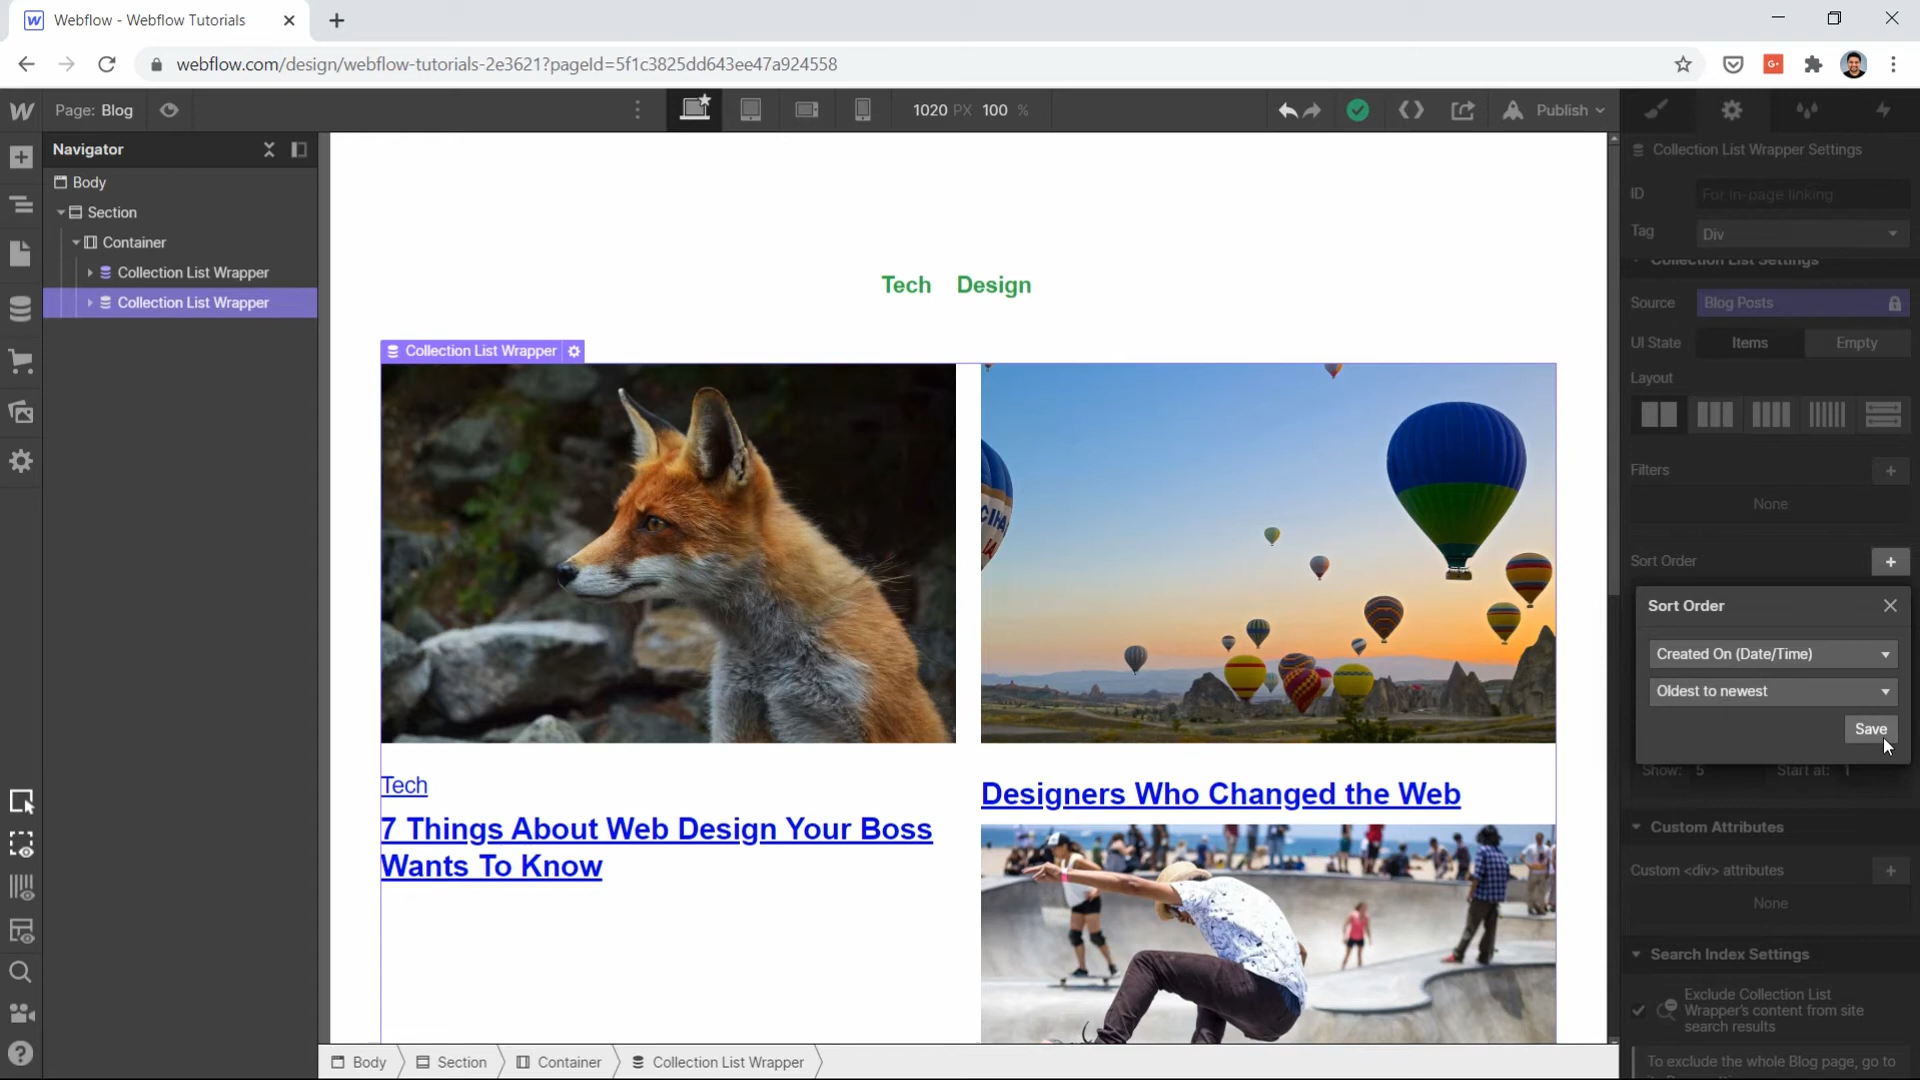 Webflow - Webflow Tutorials
webflow.com/design/webflow-tutorials-2e3621?pageId=5f1c3825dd643ee47a924558
Page: Blog
1020 PX 100 %
Publish
Navigator
Body
Section
Container
Collection List Wrapper
Collection List Wrapper
Tech Design
Collection List Wrapper
Tech
7 Things About Web Design Your Boss
Wants To Know
Designers Who Changed the Web
Collection List Wrapper Settings
ID For in-page linking
Tag Div
Collection List Settings
Source Blog Posts
UI State Items Empty
Layout
Filters
None
Sort Order
Sort Order
Created On (Date/Time)
Oldest to newest
Save
Show: 5 Start at: 1
Custom Attributes
Custom <div> attributes
None
Search Index Settings
Exclude Collection List
Wrapper's content from site
search results
To exclude the whole Blog page, go to
Body Section Container Collection List Wrapper